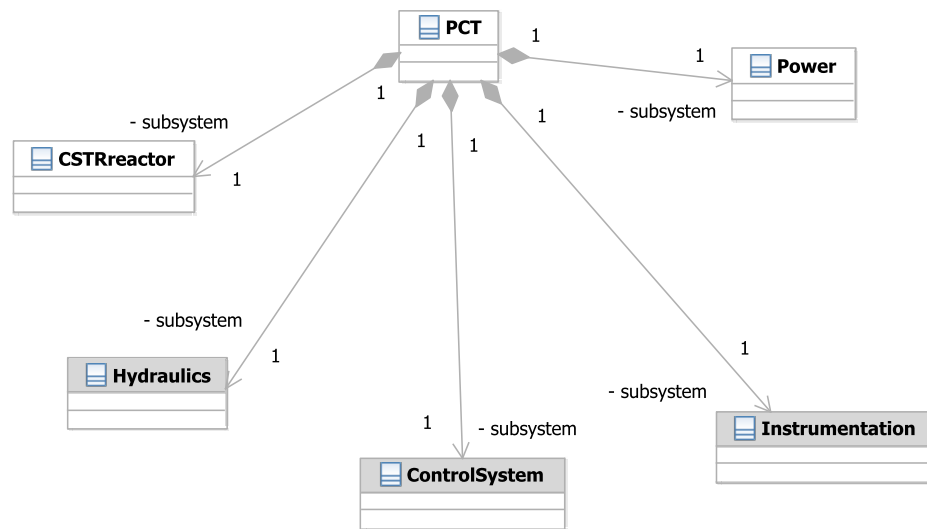 PCT
1
1
Power
1
- subsystem
- subsystem
1
1
1
CSTRreactor
1
- subsystem
1
1
Hydraulics
- subsystem
1
- subsystem
Instrumentation
ControlSystem